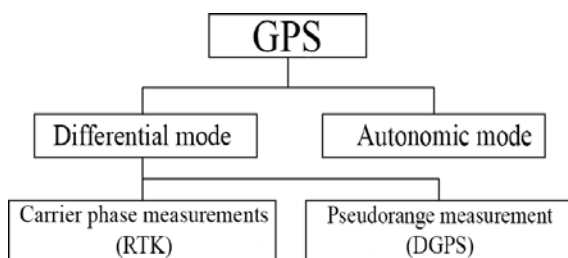 GPS
Differential mode
Autonomic mode
Carrier phase measurements
(RTK)
Pseudorange measurement
(DGPS)